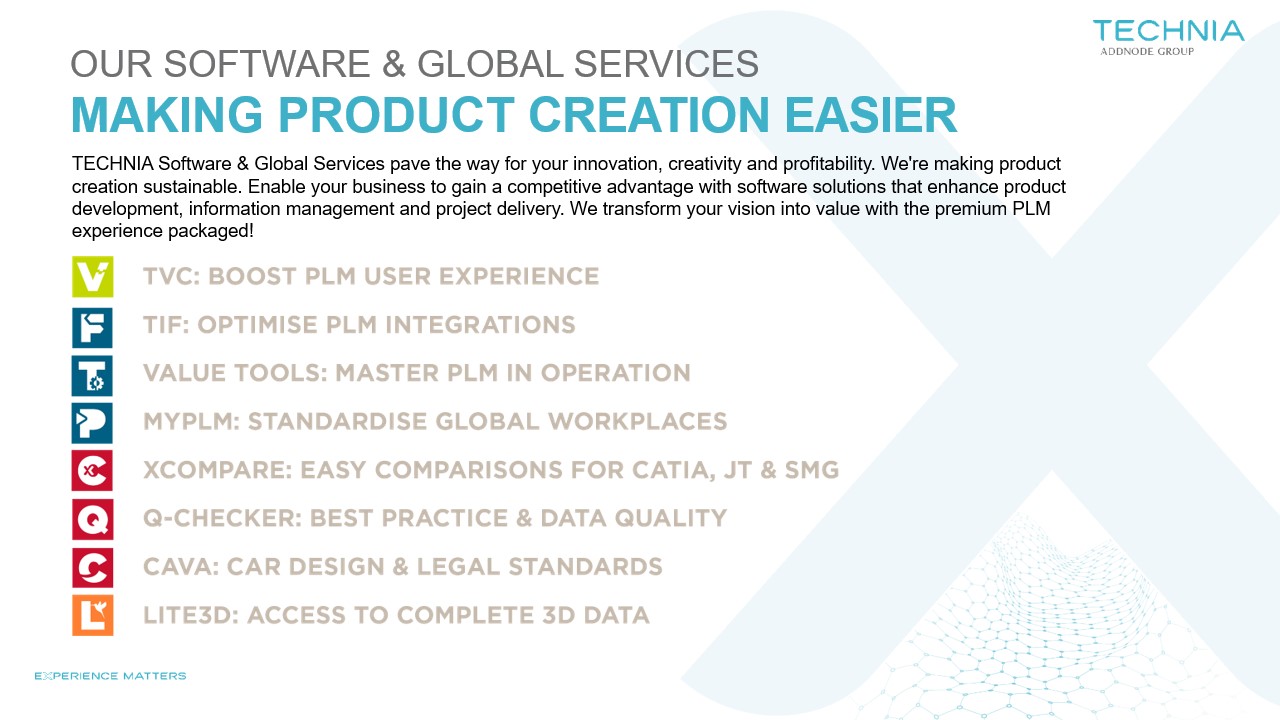 TECHNIA
ADDNODE GROUP
OUR SOFTWARE & GLOBAL SERVICES
MAKING PRODUCT CREATION EASIER
TECHNIA Software & Global Services pave the way for your innovation, creativity and profitability. We're making product
creation sustainable. Enable your business to gain a competitive advantage with software solutions that enhance product
development, information management and project delivery. We transform your vision into value with the premium PLM
experience packaged!
TVC: BOOST PLM USER EXPERIENCE
TIF: OPTIMISE PLM INTEGRATIONS
VALUE TOOLS: MASTER PLM IN OPERATION
MYPLM: STANDARDISE GLOBAL WORKPLACES
XCOMPARE: EASY COMPARISONS FOR CATIA, JT & SMG
Q-CHECKER: BEST PRACTICE & DATA QUALITY
CAVA: CAR DESIGN & LEGAL STANDARDS
LITE3D: ACCESS TO COMPLETE 3D DATA
EXPERIENCE MATTERS